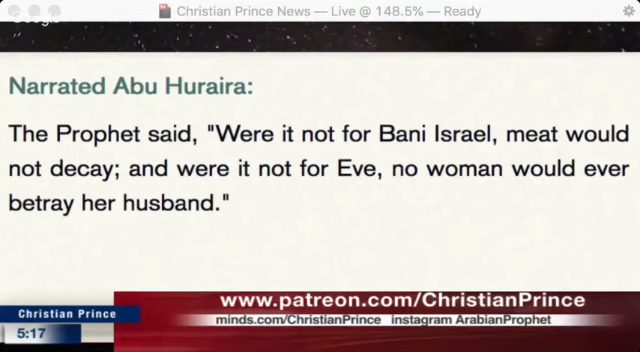 Christian Prince News — Live @ 148.5% — Ready
Narrated Abu Huraira:
The Prophet said, "Were it not for Bani Israel, meat would
not decay; and were it not for Eve, no woman would ever
betray her husband."
www.patreon.com/ChristianPrince
Christian Prince
minds.com/ChristianPrince instagram ArabianProphet
5:17